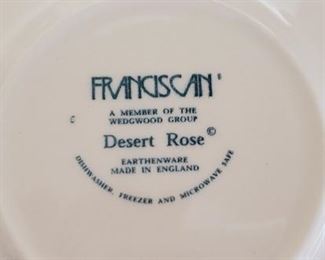 FRANCISCAN®
A MEMBER OF THE
WEDGWOOD GROUP
C
Desert Rose©
EARTHENWARE
MADE IN ENGLAND
DISHWASHER, FREEZER AND MICROWAVE SAFE